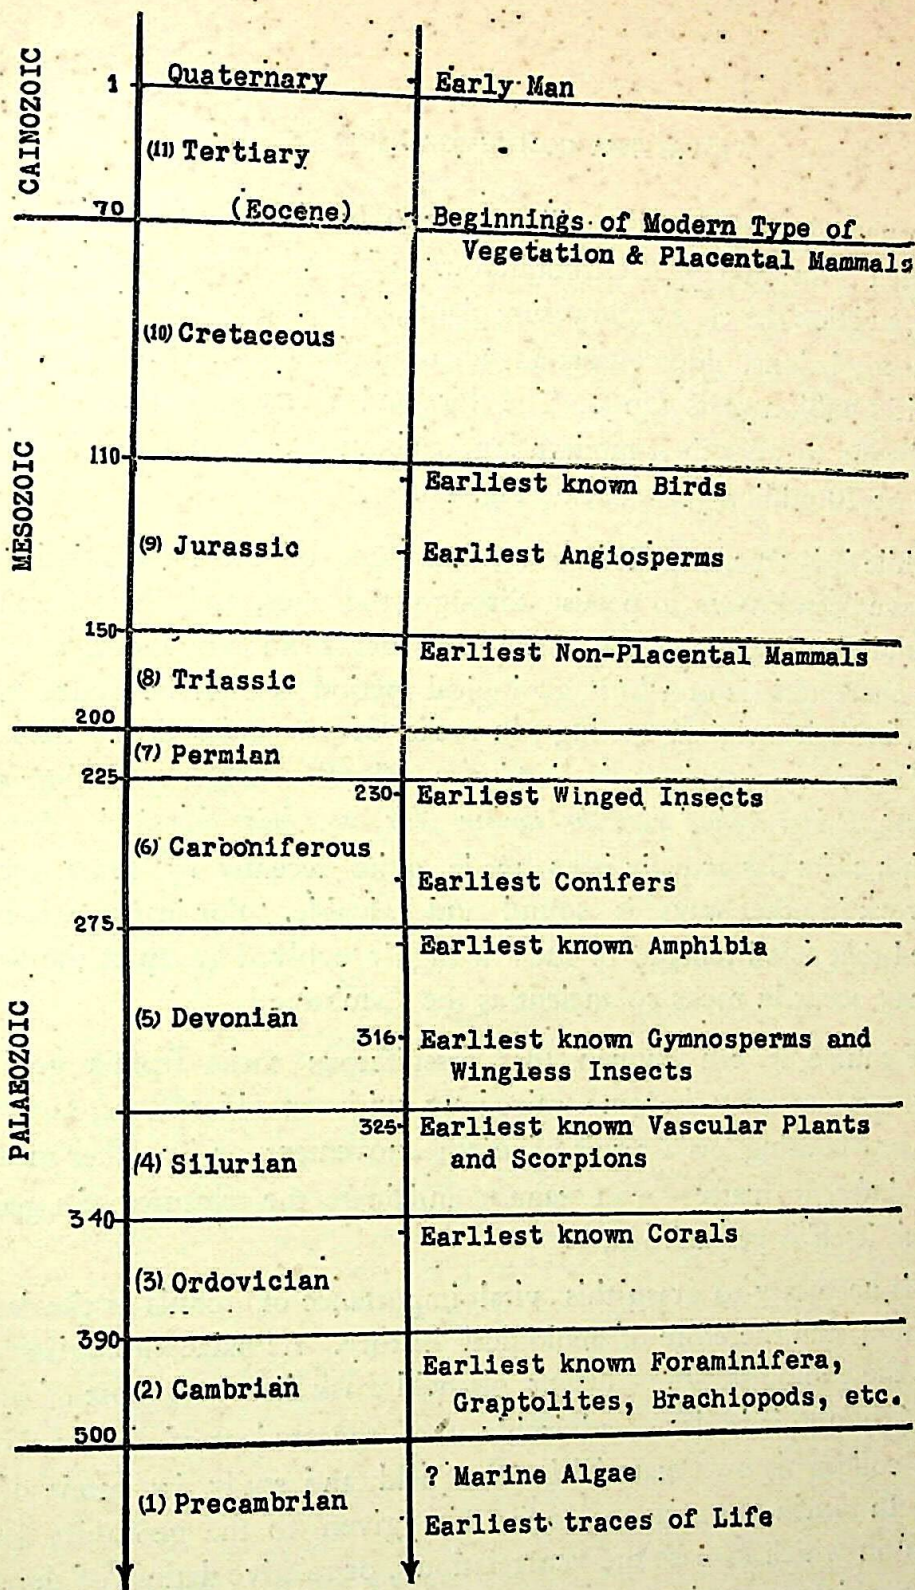 CAINOZOIC
1 Quaternary Early Man
(11) Tertiary
70 (Eocene) Beginnings of Modern Type of
Vegetation & Placental Mammals
(10) Cretaceous
MESOZOIC
110 Earliest known Birds
(9) Jurassic Earliest Angiosperms
150 Earliest Non-Placental Mammals
(8) Triassic
200
(7) Permian
225
230 Earliest Winged Insects
(6) Carboniferous
Earliest Conifers
275
Earliest known Amphibia
PALAEOZOIC
(5) Devonian
316 Earliest known Gymnosperms and
Wingless Insects
325 Earliest known Vascular Plants
and Scorpions
(4) Silurian
340
Earliest known Corals
(3) Ordovician
390
Earliest known Foraminifera,
(2) Cambrian Graptolites, Brachiopods, etc.
500
? Marine Algae
(1) Precambrian
Earliest traces of Life